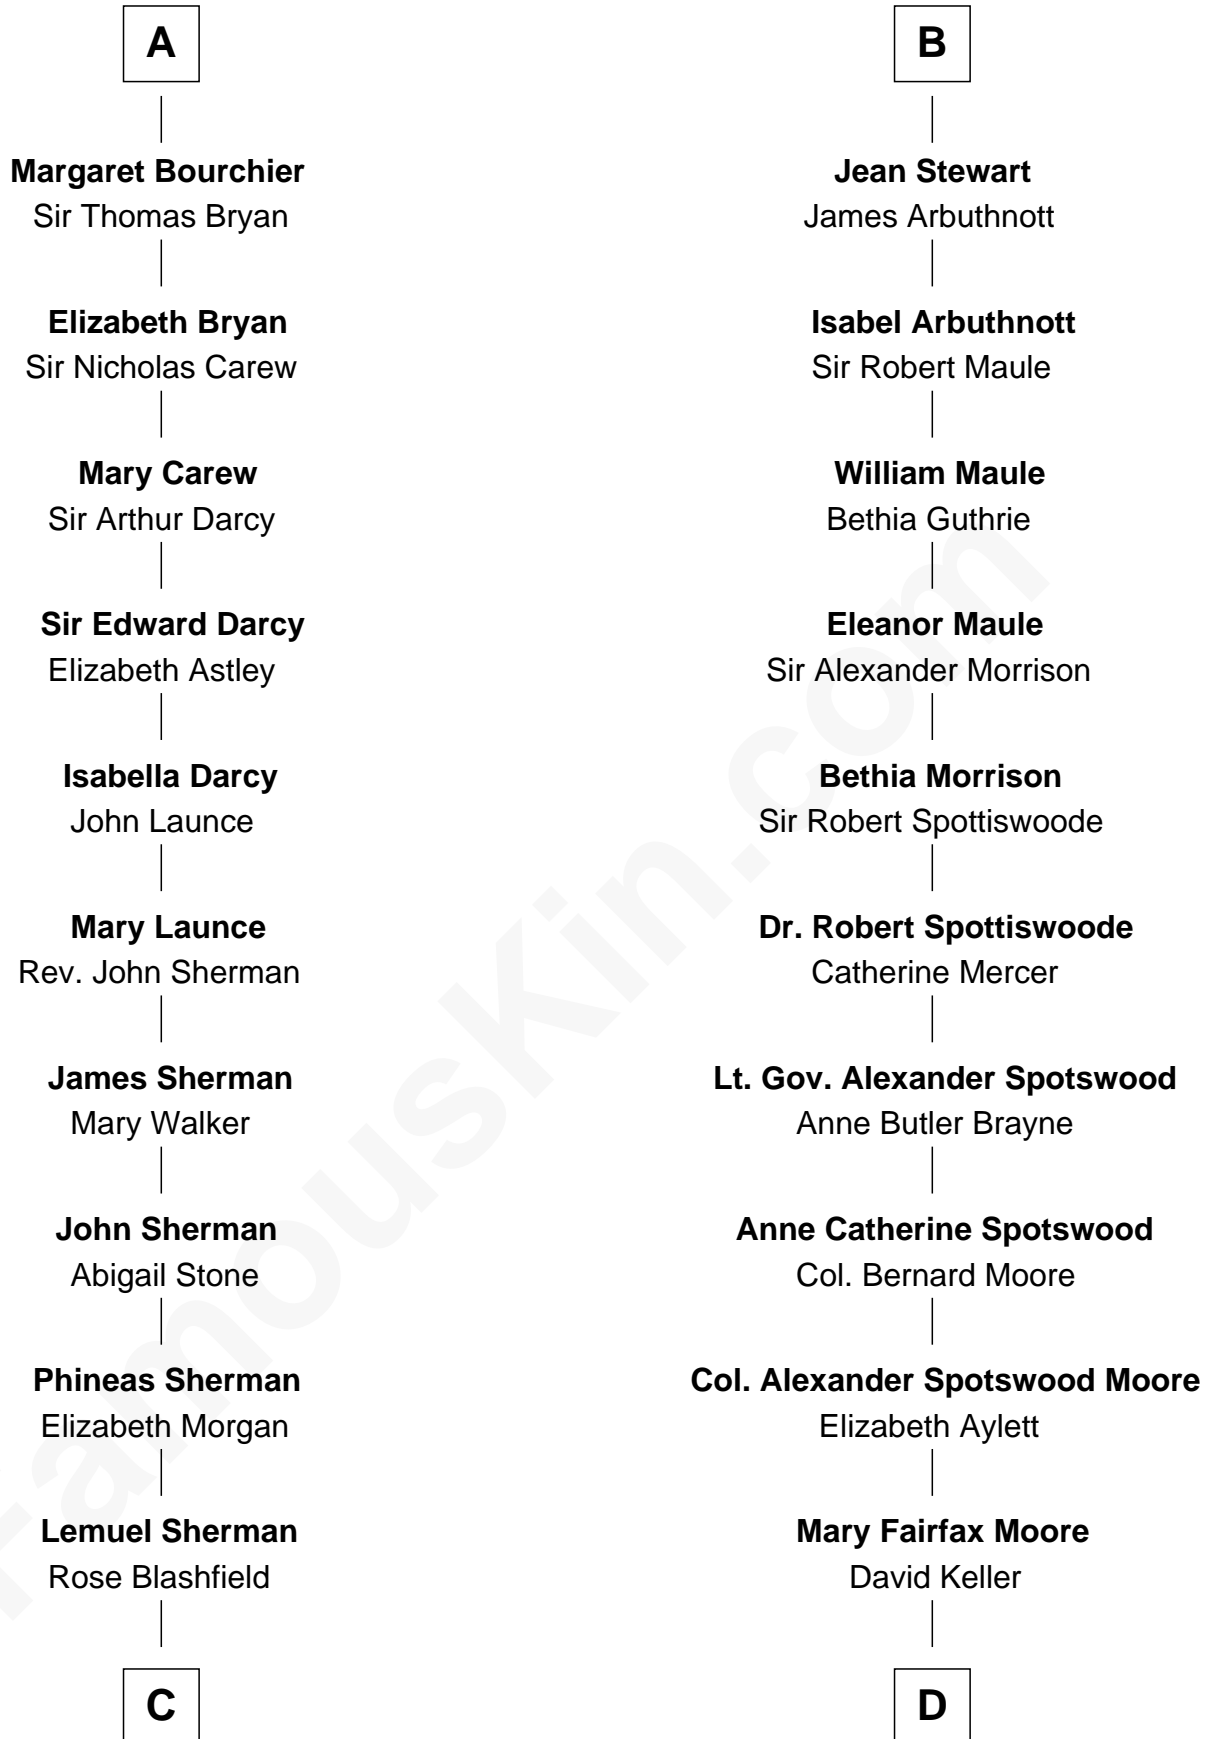 A
Margaret Bourchier
Sir Thomas Bryan
Elizabeth Bryan
Sir Nicholas Carew
Mary Carew
Sir Arthur Darcy
Sir Edward Darcy
Elizabeth Astley
Isabella Darcy
John Launce
Mary Launce
Rev. John Sherman
James Sherman
Mary Walker
John Sherman
Abigail Stone
Phineas Sherman
Elizabeth Morgan
Lemuel Sherman
Rose Blashfield
C
B
Jean Stewart
James Arbuthnott
Isabel Arbuthnott
Sir Robert Maule
William Maule
Bethia Guthrie
Eleanor Maule
Sir Alexander Morrison
Bethia Morrison
Sir Robert Spottiswoode
Dr. Robert Spottiswoode
Catherine Mercer
Lt. Gov. Alexander Spotswood
Anne Butler Brayne
Anne Catherine Spotswood
Col. Bernard Moore
Col. Alexander Spotswood Moore
Elizabeth Aylett
Mary Fairfax Moore
David Keller
D
FamousKin.com